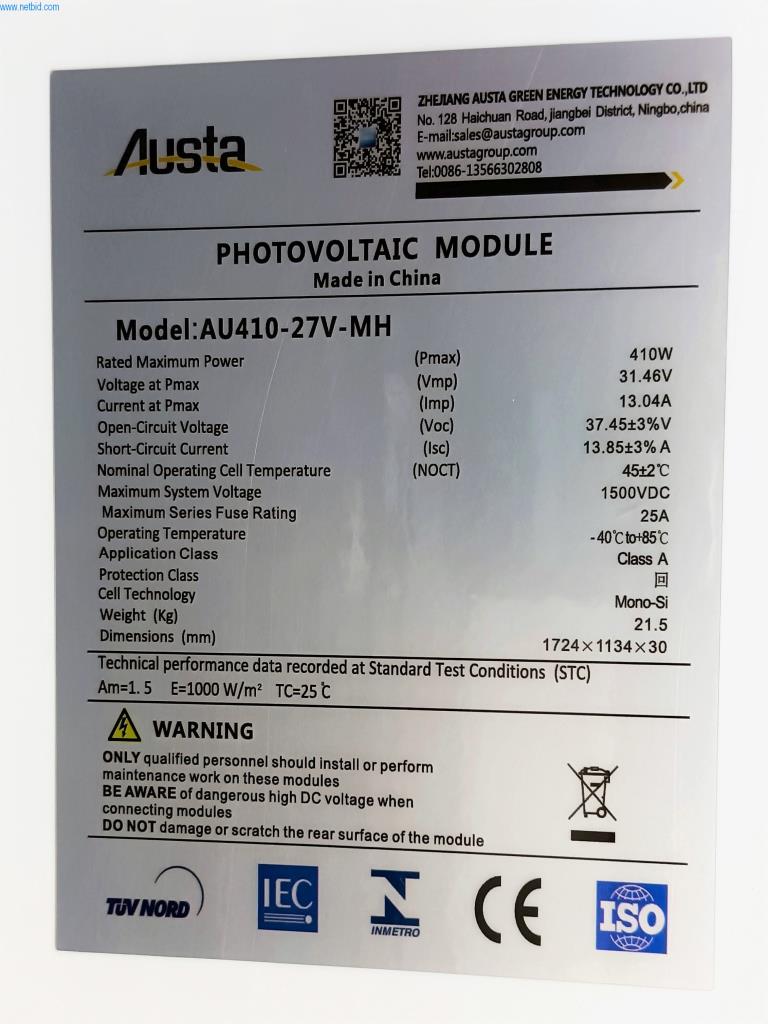 www.netbid.com
Austa
ZHEJIANG AUSTA GREEN ENERGY TECHNOLOGY CO.,LTD
No. 128 Haichuan Road, jiangbei District, Ningbo,china
E-mail:sales@austagroup.com
www.austagroup.com
Tel:0086-13566302808
PHOTOVOLTAIC MODULE
Made in China
Model:AU410-27V-MH
Rated Maximum Power (Pmax) 410W
Voltage at Pmax (Vmp) 31.46V
Current at Pmax (Imp) 13.04A
Open-Circuit Voltage (Voc) 37.45±3%V
Short-Circuit Current (Isc) 13.85±3% A
Nominal Operating Cell Temperature (NOCT) 45±2℃
Maximum System Voltage 1500VDC
Maximum Series Fuse Rating 25A
Operating Temperature -40℃to+85℃
Application Class Class A
Protection Class
Cell Technology Mono-Si
Weight (Kg) 21.5
Dimensions (mm) 1724×1134×30
Technical performance data recorded at Standard Test Conditions (STC)
Am=1. 5 E=1000 W/m² TC=25℃
WARNING
ONLY qualified personnel should install or perform
maintenance work on these modules
BE AWARE of dangerous high DC voltage when
connecting modules
DO NOT damage or scratch the rear surface of the module
TÜV NORD
IEC
INMETRO
CE
ISO